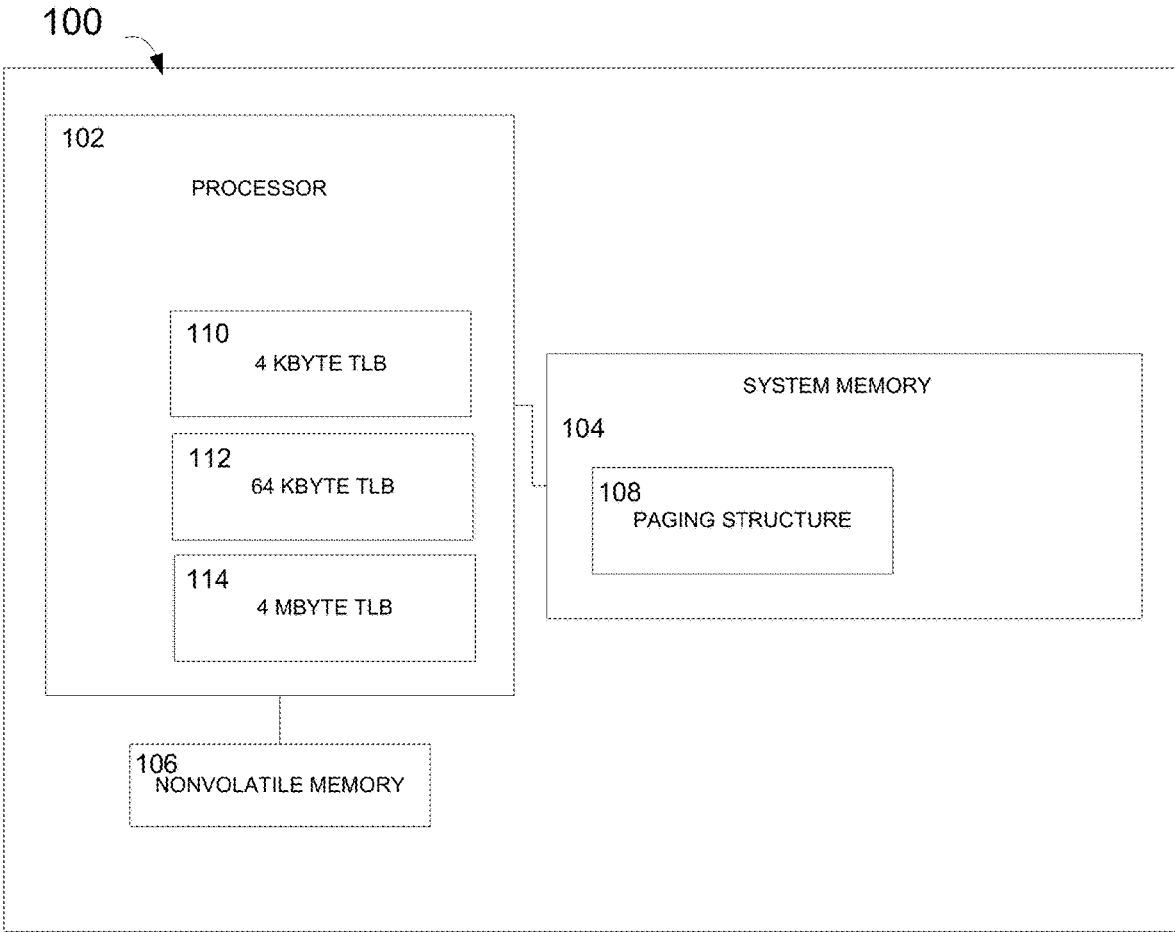 100
102
PROCESSOR
110
4 KBYTE TLB
112
64 KBYTE TLB
114
4 MBYTE TLB
SYSTEM MEMORY
104
108
PAGING STRUCTURE
106
NONVOLATILE MEMORY